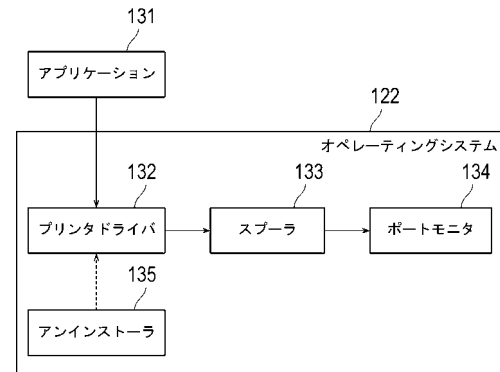 131
アプリケーション
122
オペレーティングシステム
132
プリンタドライバ
133
スプーラ
134
ポートモニタ
135
アンインストーラ